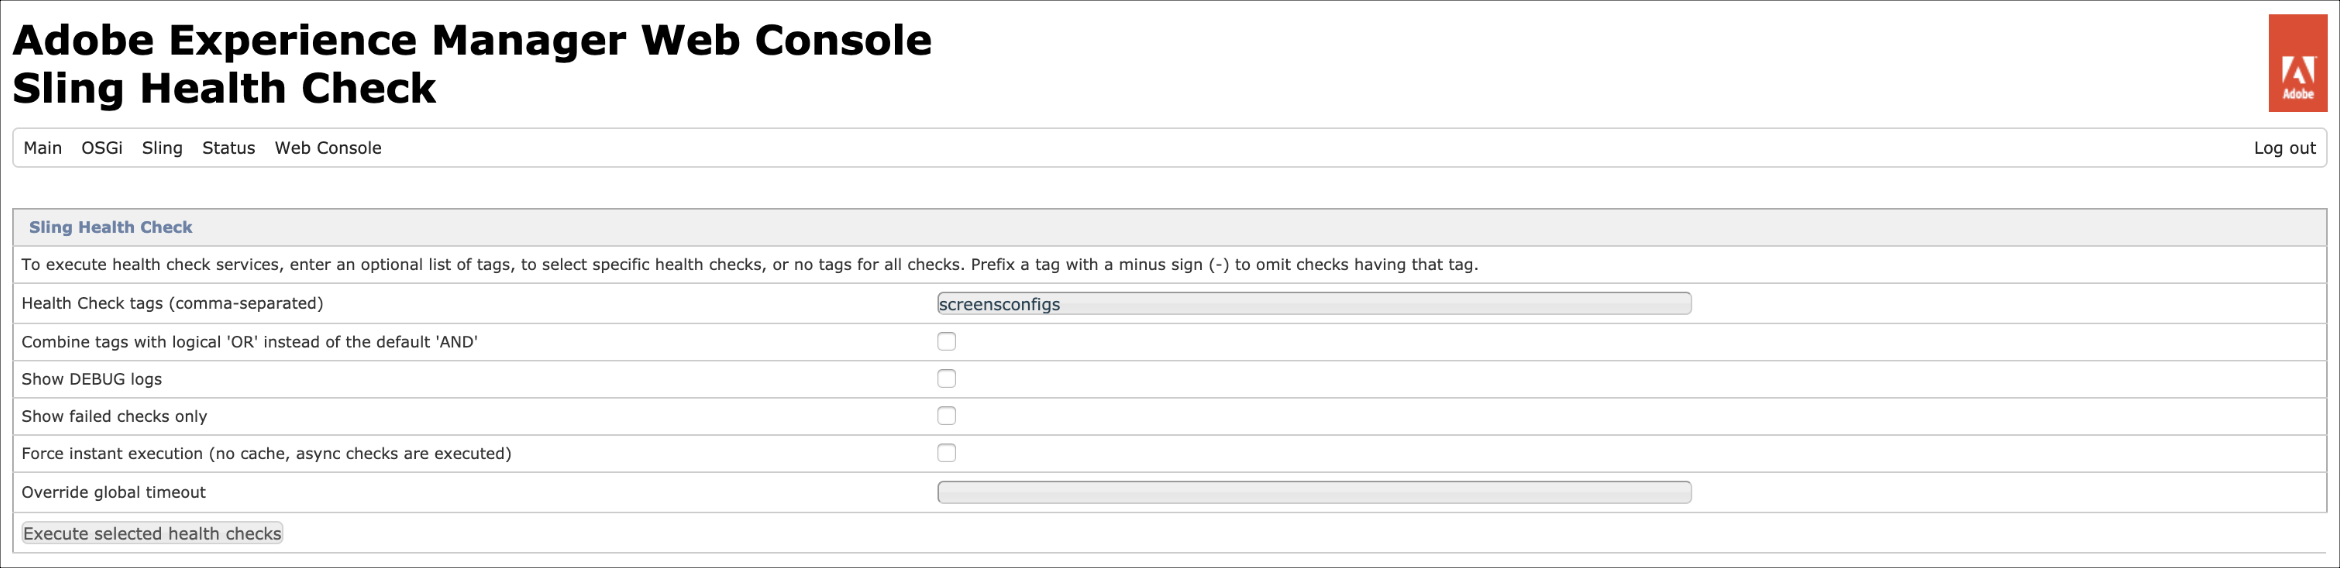 Adobe Experience Manager Web Console
Sling Health Check
Adobe
Main OSGi Sling Status Web Console Log out
Sling Health Check
To execute health check services, enter an optional list of tags, to select specific health checks, or no tags for all checks. Prefix a tag with a minus sign (-) to omit checks having that tag.
Health Check tags (comma-separated) screensconfigs
Combine tags with logical 'OR' instead of the default 'AND'
Show DEBUG logs
Show failed checks only
Force instant execution (no cache, async checks are executed)
Override global timeout
Execute selected health checks